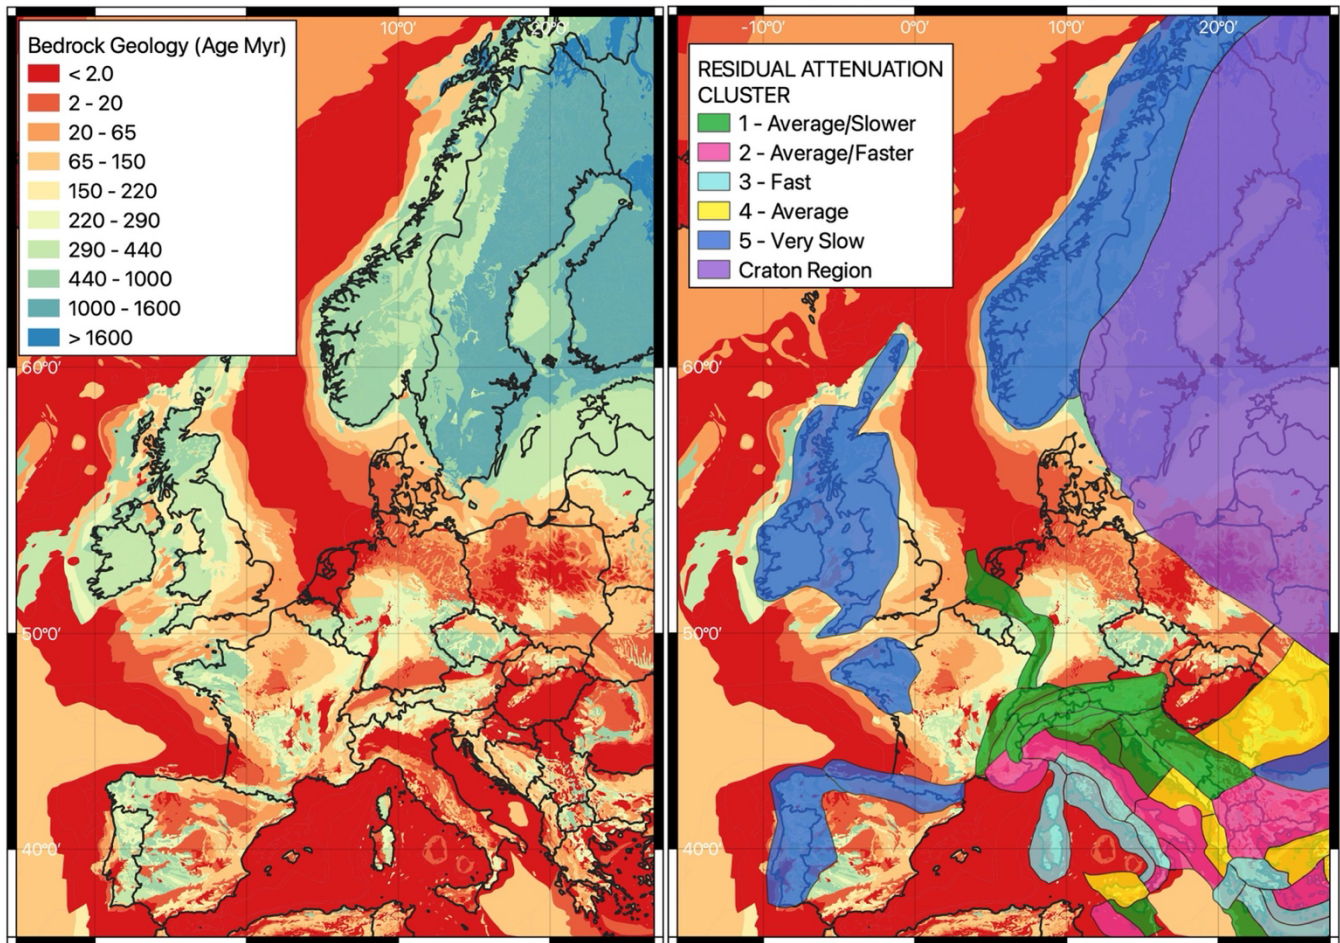 10°0′ 20°0′
Bedrock Geology (Age Myr)
< 2.0
2 - 20
20 - 65
65 - 150
150 - 220
220 - 290
290 - 440
440 - 1000
1000 - 1600
> 1600
60°0′
50°0′
40°0′
-10°0′ 0°0′ 10°0′ 20°0′
RESIDUAL ATTENUATION
CLUSTER
1 - Average/Slower
2 - Average/Faster
3 - Fast
4 - Average
5 - Very Slow
Craton Region
60°0′
50°0′
40°0′